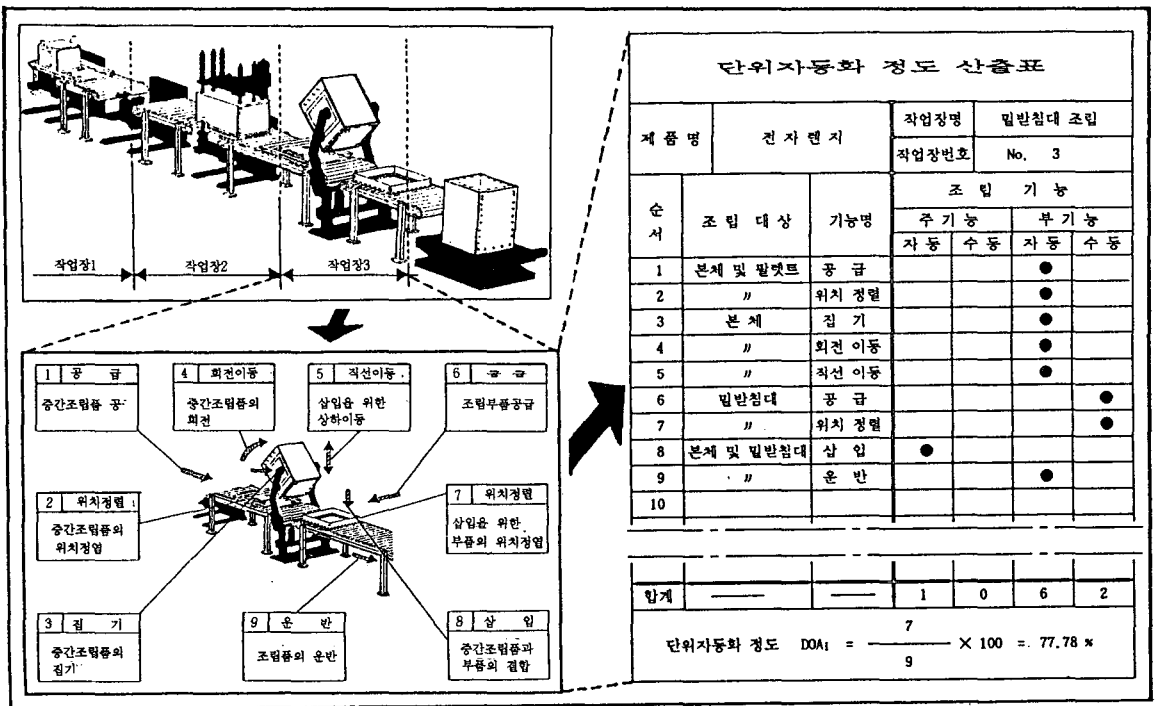 작업장1
작업장2
작업장3
1 공 급
중간조립품 공
4 회전이동
중간조립품의
회전
5 직선이동
삽입을 위한
상하이동
6 공 급
조립부품공급
2 위치정렬
중간조립품의
위치정엽
7 위치정렬
삽입을 위한
부품의 위치정엽
3 집 기
중간조립품의
집기
9 운 반
조립품의 운반
8 삽 입
중간조립품과
부품의 결합
단위자동화 정도 산출표
제 품 명 전 자 렌 지 작업장명 밑받침대 조립
작업장번호 No. 3
순서 조 립 대 상 기능명 조 립 기 능
주 기 능 부 기 능
자 동 수 동 자 동 수 동
1 본체 및 팔렛트 공 급 ●
2 〃 위치 정렬 ●
3 본 체 집 기 ●
4 〃 회전 이동 ●
5 〃 직선 이동 ●
6 밑받침대 공 급 ●
7 〃 위치 정렬 ●
8 본체 및 밑받침대 삽 입 ●
9 〃 운 반 ●
10
합계 1 0 6 2
단위자동화 정도 DOAi = 7 / 9 × 100 = 77.78 %